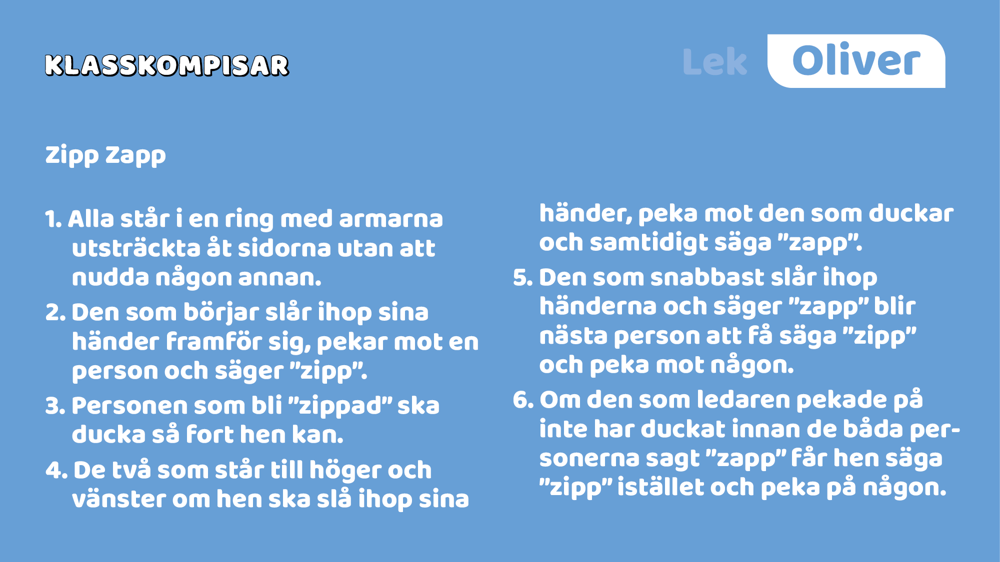 KLASSKOMPISAR
Lek Oliver
Zipp Zapp
1. Alla står i en ring med armarna
utsträckta åt sidorna utan att
nudda någon annan.
2. Den som börjar slår ihop sina
händer framför sig, pekar mot en
person och säger ”zipp”.
3. Personen som bli ”zippad” ska
ducka så fort hen kan.
4. De två som står till höger och
vänster om hen ska slå ihop sina
händer, peka mot den som duckar
och samtidigt säga ”zapp”.
5. Den som snabbast slår ihop
händerna och säger ”zapp” blir
nästa person att få säga ”zipp”
och peka mot någon.
6. Om den som ledaren pekade på
inte har duckat innan de båda per-
sonerna sagt ”zapp” får hen säga
”zipp” istället och peka på någon.